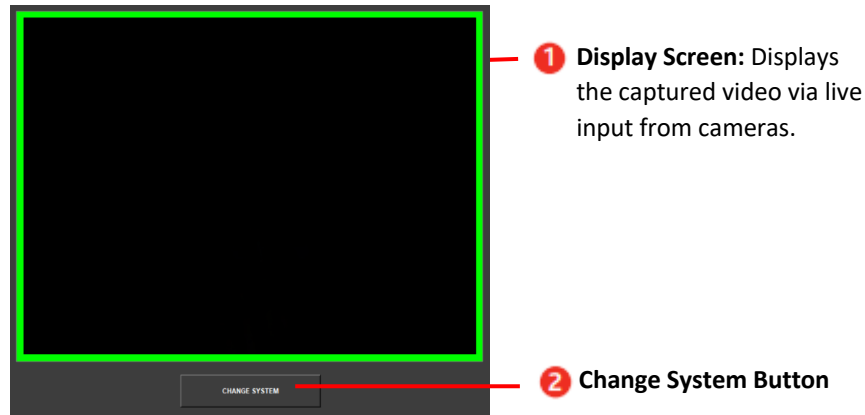 1 Display Screen: Displays
the captured video via live
input from cameras.
CHANGE SYSTEM
2 Change System Button